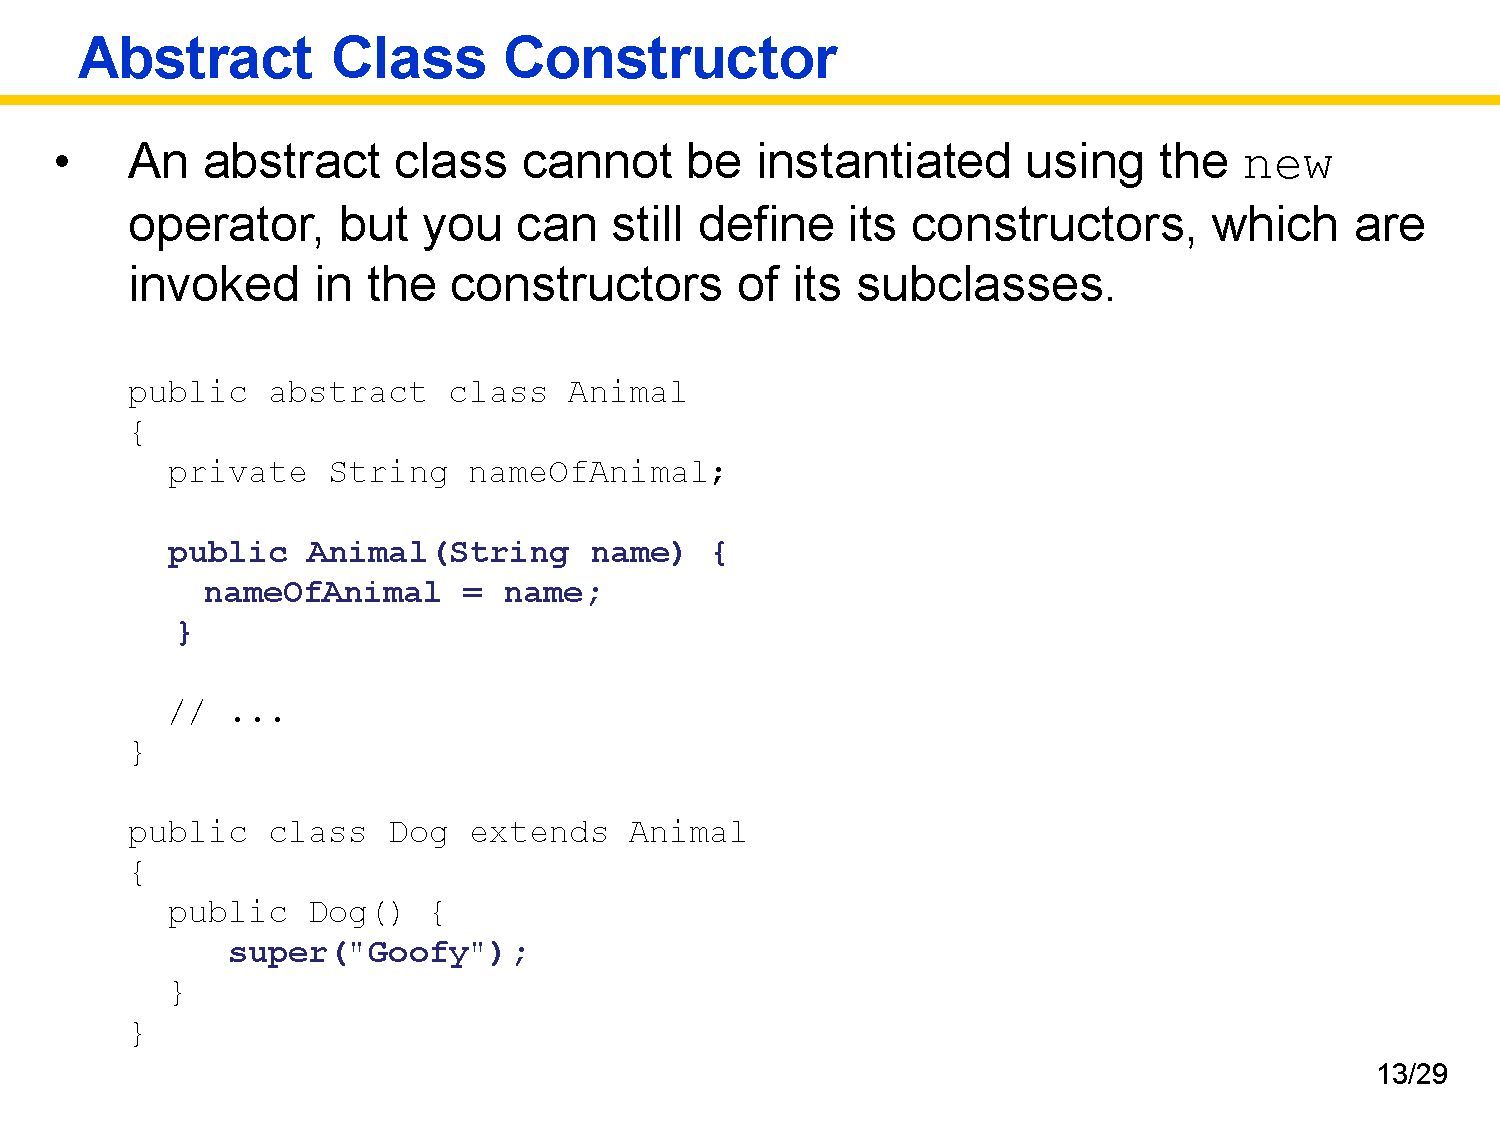 Abstract Class Constructor
• An abstract class cannot be instantiated using the new
operator, but you can still define its constructors, which are
invoked in the constructors of its subclasses.
public abstract class Animal
{
private String nameOfAnimal;
public Animal(String name) {
nameOfAnimal = name;
}
// ...
}
public class Dog extends Animal
{
public Dog() {
super("Goofy");
}
}
13/29